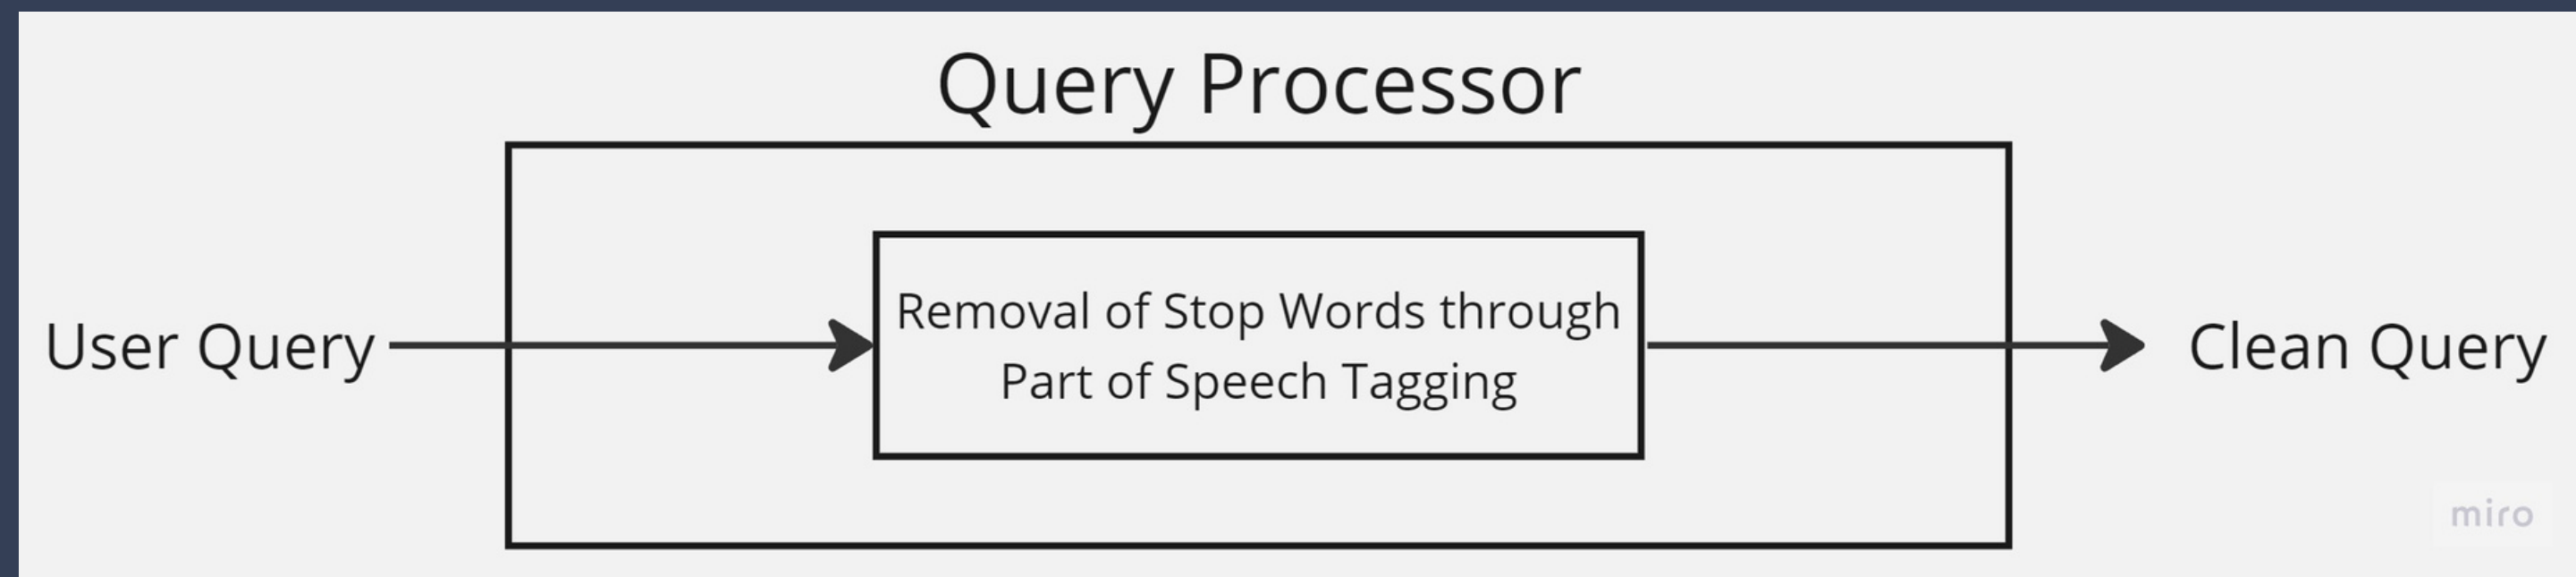 Query Processor
User Query
Removal of Stop Words through
Part of Speech Tagging
Clean Query
miro